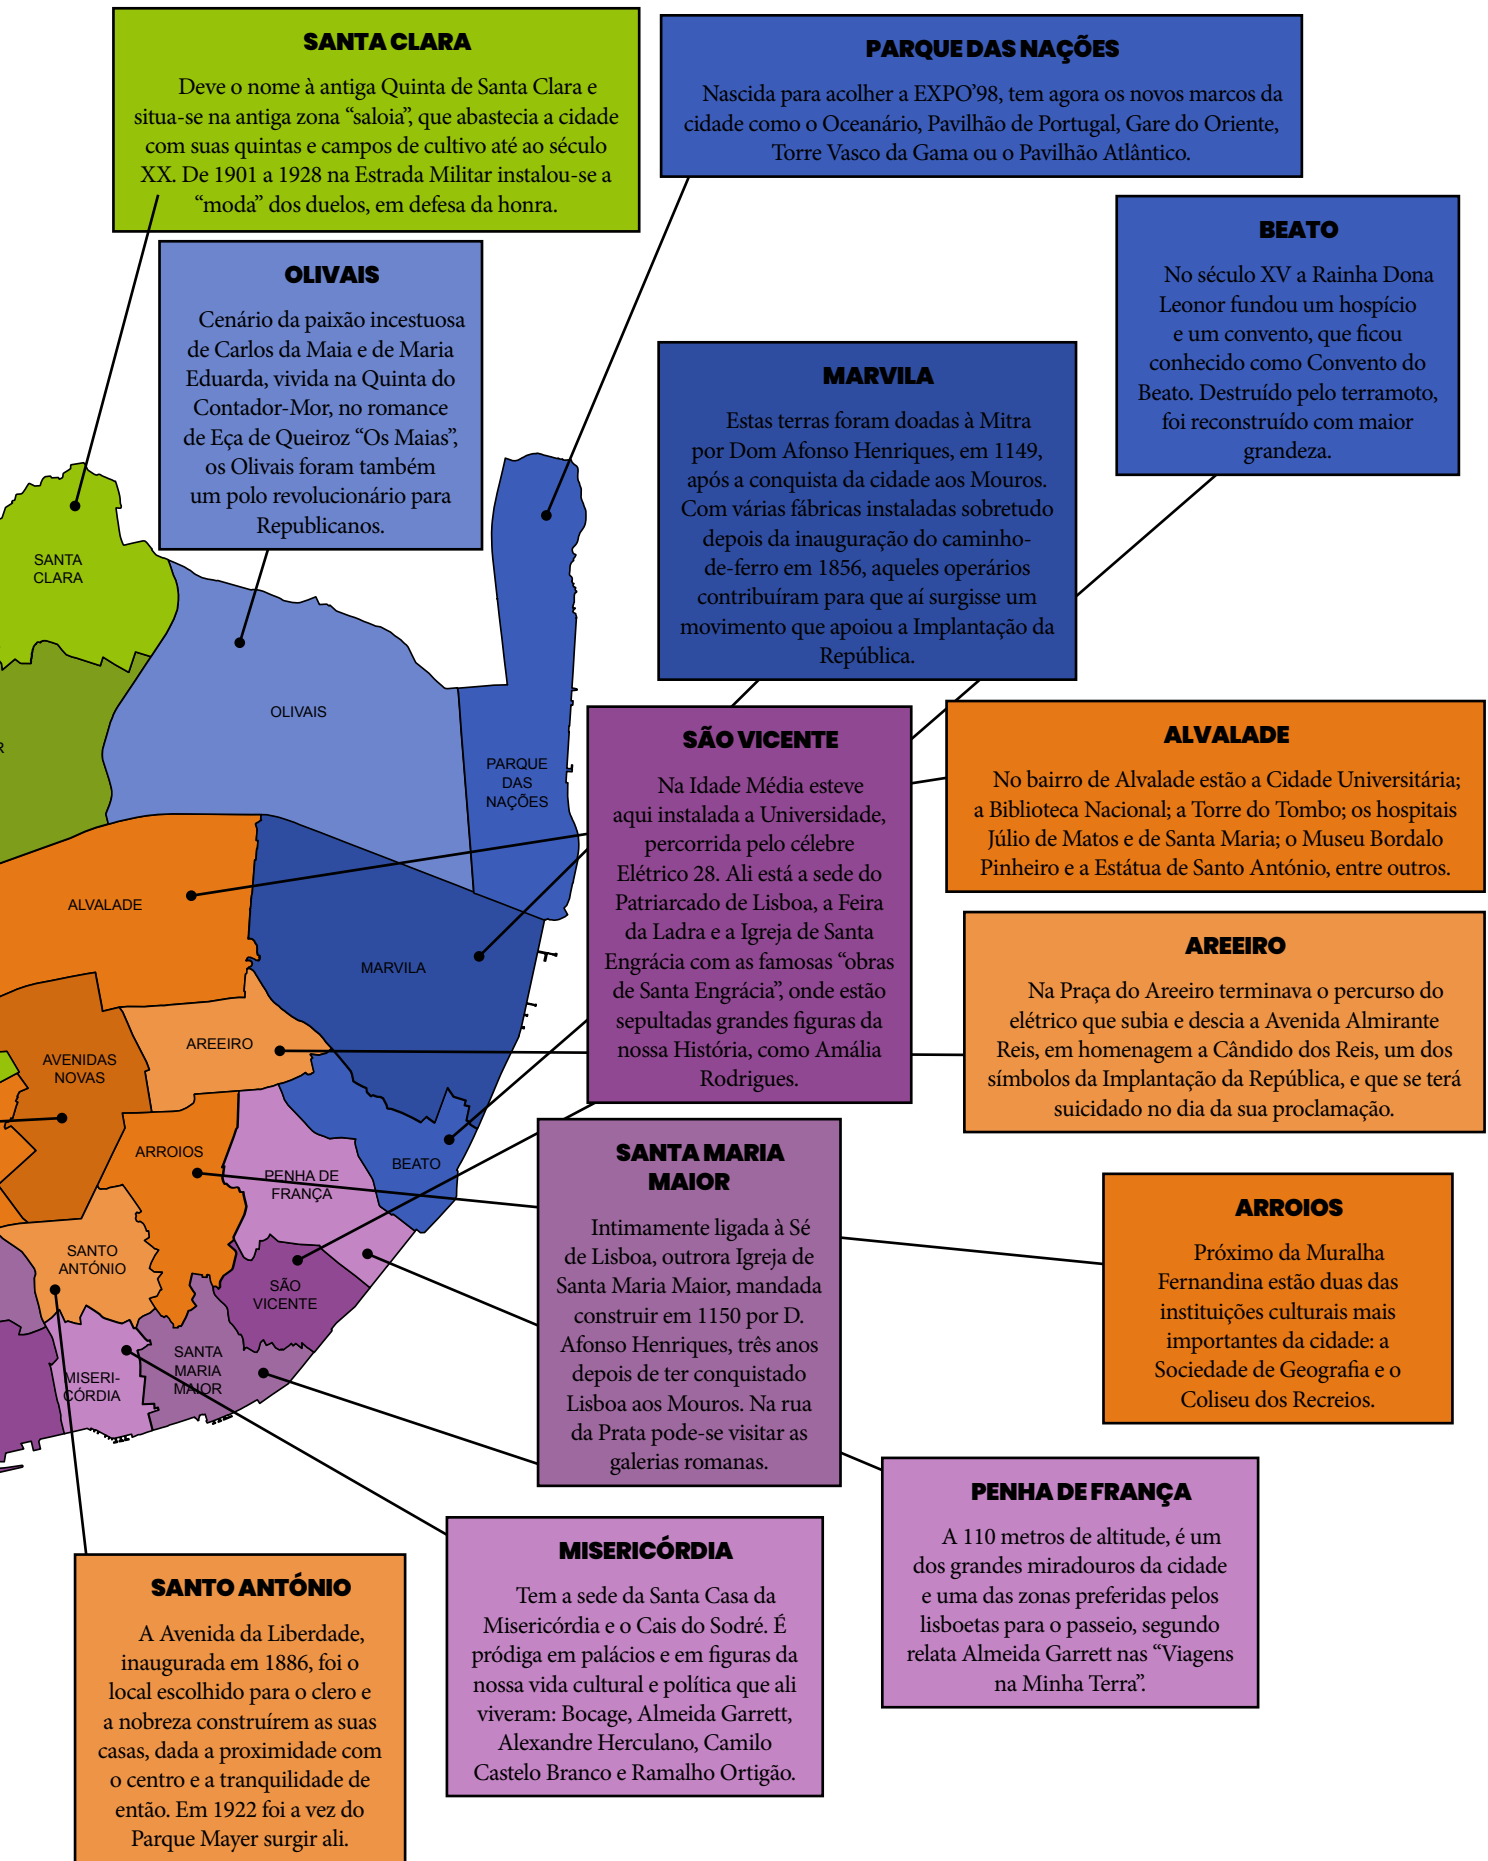 SANTA CLARA
Deve o nome à antiga Quinta de Santa Clara e
situa-se na antiga zona “saloia”, que abastecia a cidade
com suas quintas e campos de cultivo até ao século
XX. De 1901 a 1928 na Estrada Militar instalou-se a
“moda” dos duelos, em defesa da honra.
PARQUE DAS NAÇÕES
Nascida para acolher a EXPO’98, tem agora os novos marcos da
cidade como o Oceanário, Pavilhão de Portugal, Gare do Oriente,
Torre Vasco da Gama ou o Pavilhão Atlântico.
BEATO
No século XV a Rainha Dona
Leonor fundou um hospício
e um convento, que ficou
conhecido como Convento do
Beato. Destruído pelo terramoto,
foi reconstruído com maior
grandeza.
OLIVAIS
Cenário da paixão incestuosa
de Carlos da Maia e de Maria
Eduarda, vivida na Quinta do
Contador-Mor, no romance
de Eça de Queiroz “Os Maias”,
os Olivais foram também
um polo revolucionário para
Republicanos.
MARVILA
Estas terras foram doadas à Mitra
por Dom Afonso Henriques, em 1149,
após a conquista da cidade aos Mouros.
Com várias fábricas instaladas sobretudo
depois da inauguração do caminho-
de-ferro em 1856, aqueles operários
contribuíram para que aí surgisse um
movimento que apoiou a Implantação da
República.
SÃO VICENTE
Na Idade Média esteve
aqui instalada a Universidade,
percorrida pelo célebre
Elétrico 28. Ali está a sede do
Patriarcado de Lisboa, a Feira
da Ladra e a Igreja de Santa
Engrácia com as famosas “obras
de Santa Engrácia”, onde estão
sepultadas grandes figuras da
nossa História, como Amália
Rodrigues.
ALVALADE
No bairro de Alvalade estão a Cidade Universitária;
a Biblioteca Nacional; a Torre do Tombo; os hospitais
Júlio de Matos e de Santa Maria; o Museu Bordalo
Pinheiro e a Estátua de Santo António, entre outros.
AREEIRO
Na Praça do Areeiro terminava o percurso do
elétrico que subia e descia a Avenida Almirante
Reis, em homenagem a Cândido dos Reis, um dos
símbolos da Implantação da República, e que se terá
suicidado no dia da sua proclamação.
SANTA MARIA
MAIOR
Intimamente ligada à Sé
de Lisboa, outrora Igreja de
Santa Maria Maior, mandada
construir em 1150 por D.
Afonso Henriques, três anos
depois de ter conquistado
Lisboa aos Mouros. Na rua
da Prata pode-se visitar as
galerias romanas.
ARROIOS
Próximo da Muralha
Fernandina estão duas das
instituições culturais mais
importantes da cidade: a
Sociedade de Geografia e o
Coliseu dos Recreios.
PENHA DE FRANÇA
A 110 metros de altitude, é um
dos grandes miradouros da cidade
e uma das zonas preferidas pelos
lisboetas para o passeio, segundo
relata Almeida Garrett nas “Viagens
na Minha Terra”.
MISERICÓRDIA
Tem a sede da Santa Casa da
Misericórdia e o Cais do Sodré. É
pródiga em palácios e em figuras da
nossa vida cultural e política que ali
viveram: Bocage, Almeida Garrett,
Alexandre Herculano, Camilo
Castelo Branco e Ramalho Ortigão.
SANTO ANTÓNIO
A Avenida da Liberdade,
inaugurada em 1886, foi o
local escolhido para o clero e
a nobreza construírem as suas
casas, dada a proximidade com
o centro e a tranquilidade de
então. Em 1922 foi a vez do
Parque Mayer surgir ali.
SANTA
CLARA
R
OLIVAIS
PARQUE
DAS
NAÇÕES
ALVALADE
MARVILA
AREEIRO
AVENIDAS
NOVAS
ARROIOS
PENHA DE
FRANÇA
BEATO
SANTO
ANTÓNIO
SÃO
VICENTE
SANTA
MARIA
MAIOR
MISERI-
CÓRDIA